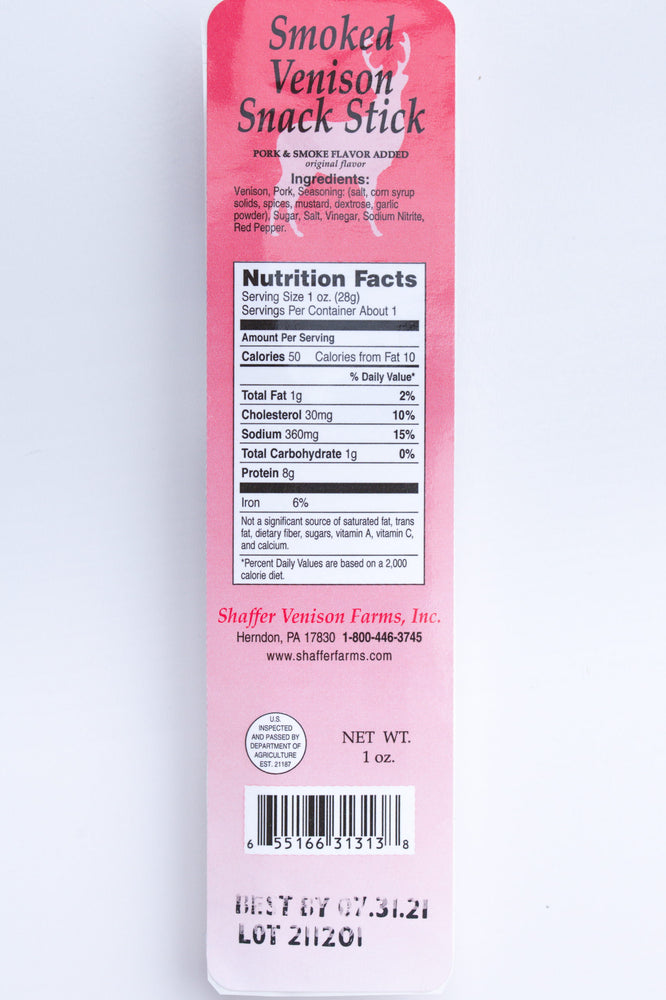 Smoked
Venison
Snack Stick
PORK & SMOKE FLAVOR ADDED
original flavor
Ingredients:
Venison, Pork, Seasoning: (salt, corn syrup
solids, spices, mustard, dextrose, garlic
powder), Sugar, Salt, Vinegar, Sodium Nitrite,
Red Pepper.
Nutrition Facts
Serving Size 1 oz. (28g)
Servings Per Container About 1
Amount Per Serving
Calories 50 Calories from Fat 10
% Daily Value*
Total Fat 1g 2%
Cholesterol 30mg 10%
Sodium 360mg 15%
Total Carbohydrate 1g 0%
Protein 8g
Iron 6%
Not a significant source of saturated fat, trans
fat, dietary fiber, sugars, vitamin A, vitamin C,
and calcium.
*Percent Daily Values are based on a 2,000
calorie diet.
Shaffer Venison Farms, Inc.
Herndon, PA 17830 1-800-446-3745
www.shafferfarms.com
U.S.
INSPECTED
AND PASSED BY
DEPARTMENT OF
AGRICULTURE
EST. 21187
NET WT.
1 oz.
6 55166 31313 8
BEST BY 07.31.21
LOT 211201